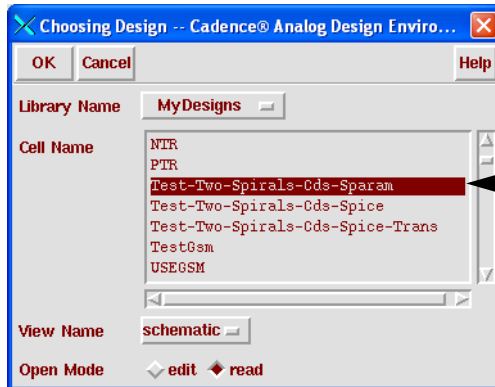 Choosing Design -- Cadence® Analog Design Enviro...
OK Cancel Help
Library Name MyDesigns
Cell Name
NTR
PTR
Test-Two-Spirals-Cds-Sparam
Test-Two-Spirals-Cds-Spice
Test-Two-Spirals-Cds-Spice-Trans
TestGsm
USEGSM
View Name schematic
Open Mode edit read